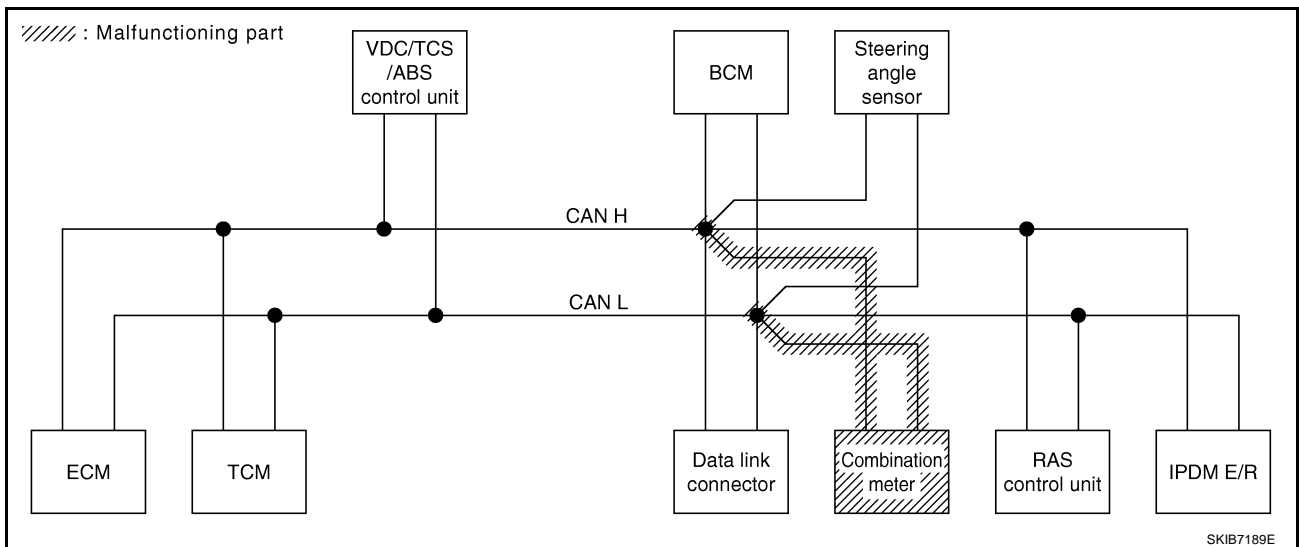 : Malfunctioning part
VDC/TCS
/ABS
control unit
BCM
Steering
angle
sensor
CAN H
CAN L
ECM
TCM
Data link
connector
Combination
meter
RAS
control unit
IPDM E/R
SKIB7189E